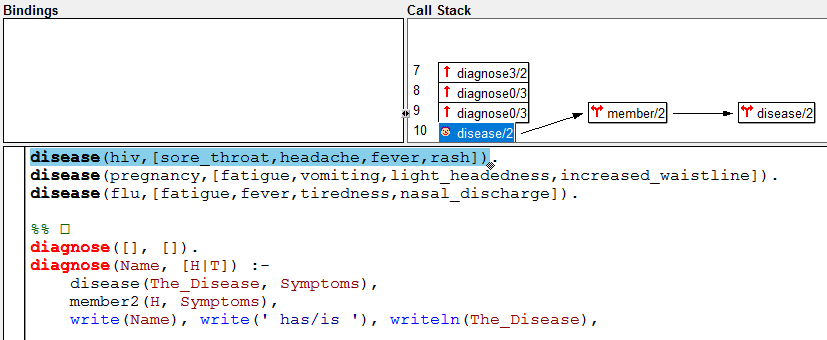 Bindings
Call Stack
7 diagnose3/2
8 diagnose0/3
9 diagnose0/3
10 disease/2 member/2 disease/2
disease(hiv,[sore_throat,headache,fever,rash]).
disease(pregnancy,[fatigue,vomiting,light_headedness,increased_waistline]).
disease(flu,[fatigue,fever,tiredness,nasal_discharge]).
%% □
diagnose([], []).
diagnose(Name, [H|T]) :-
disease(The_Disease, Symptoms),
member2(H, Symptoms),
write(Name), write(' has/is '), writeln(The_Disease),